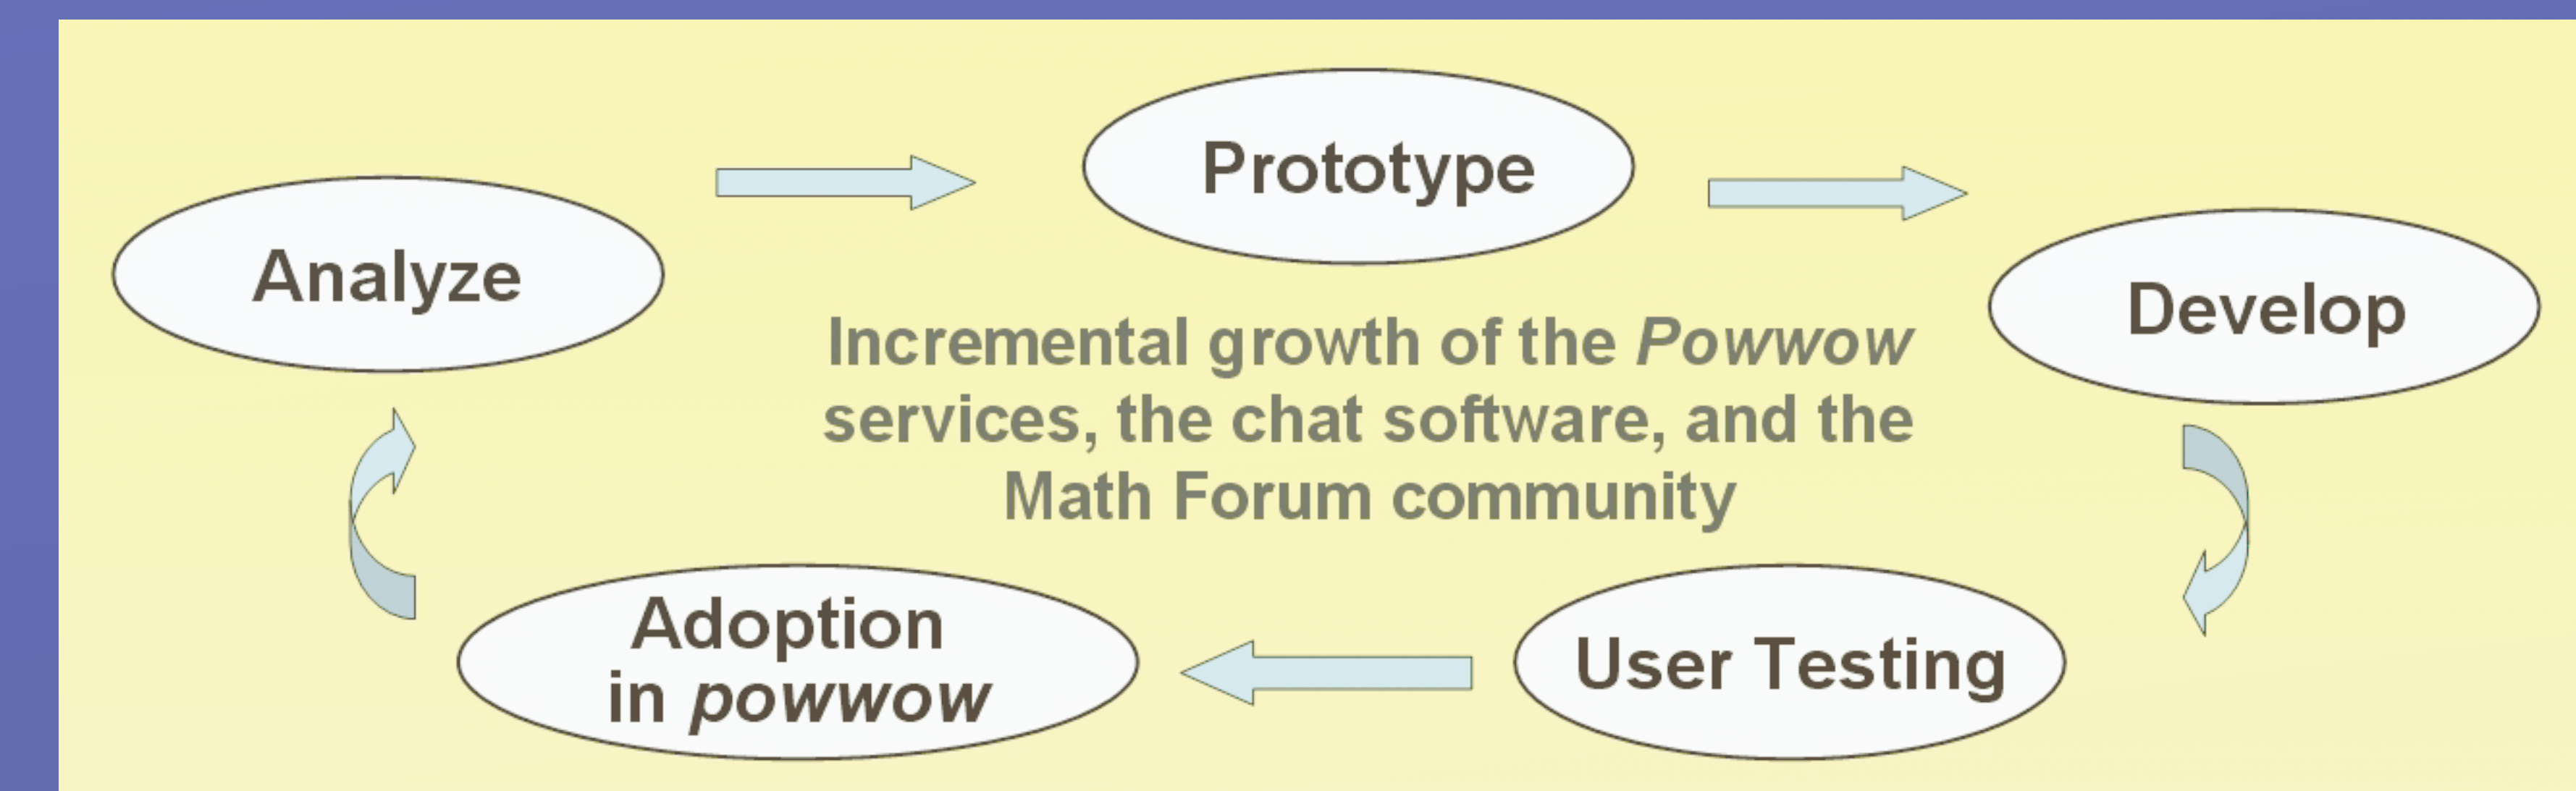 Prototype
Analyze
Develop
Incremental growth of the Powwow
services, the chat software, and the
Math Forum community
Adoption
in powwow
User Testing